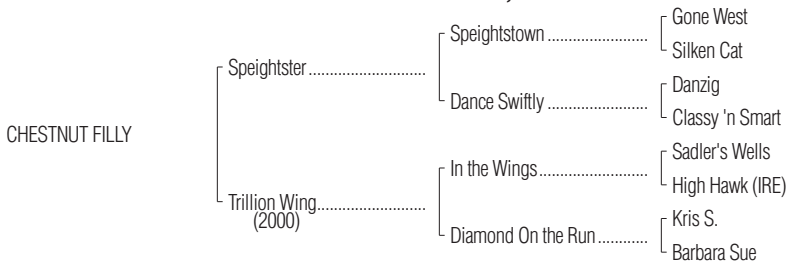 Gone West
Speightstown
Silken Cat
Speightster
Danzig
Dance Swiftly
Classy 'n Smart
CHESTNUT FILLY
Sadler's Wells
In the Wings
High Hawk (IRE)
Trillion Wing
(2000)
Kris S.
Diamond On the Run
Barbara Sue